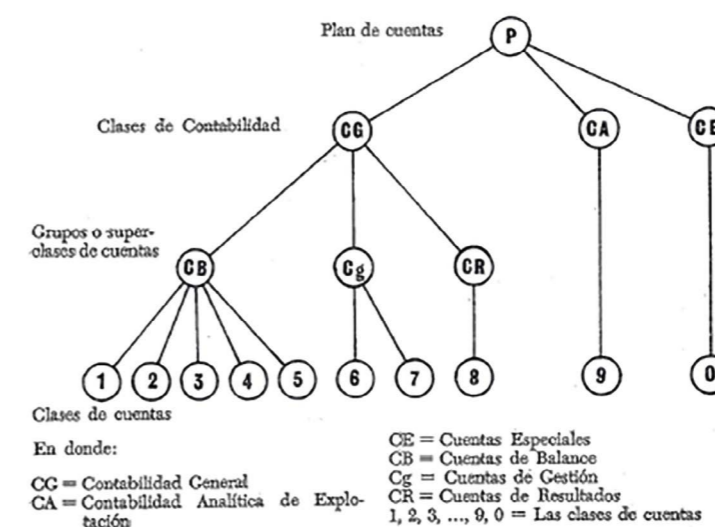 Plan de cuentas
P
Clases de Contabilidad
CG
CA
CE
Grupos o super-
clases de cuentas
CB
Cg
CR
1 2 3 4 5 6 7 8 9 0
Clases de cuentas
En donde:
CG = Contabilidad General
CA = Contabilidad Analítica de Explo-
tación
CE = Cuentas Especiales
CB = Cuentas de Balance
Cg = Cuentas de Gestión
CR = Cuentas de Resultados
1, 2, 3, ..., 9, 0 = Las clases de cuentas